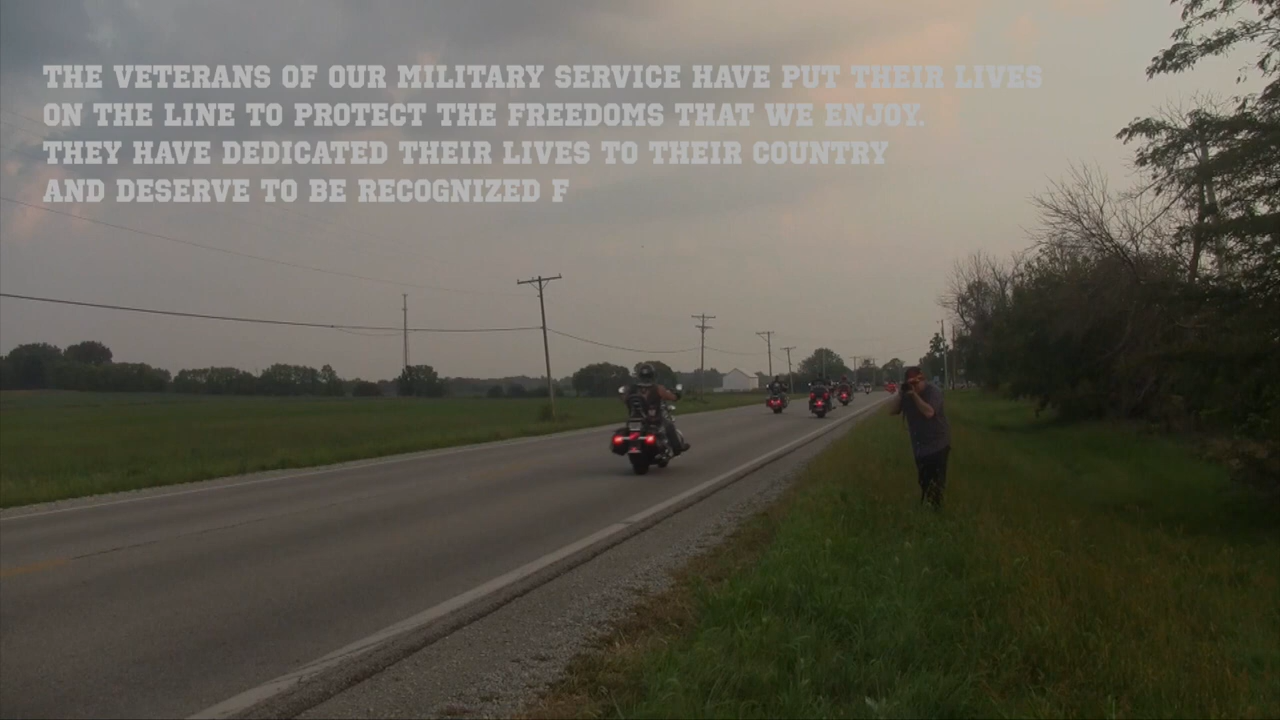 THE VETERANS OF OUR MILITARY SERVICE HAVE PUT THEIR LIVES
ON THE LINE TO PROTECT THE FREEDOMS THAT WE ENJOY.
THEY HAVE DEDICATED THEIR LIVES TO THEIR COUNTRY
AND DESERVE TO BE RECOGNIZED F